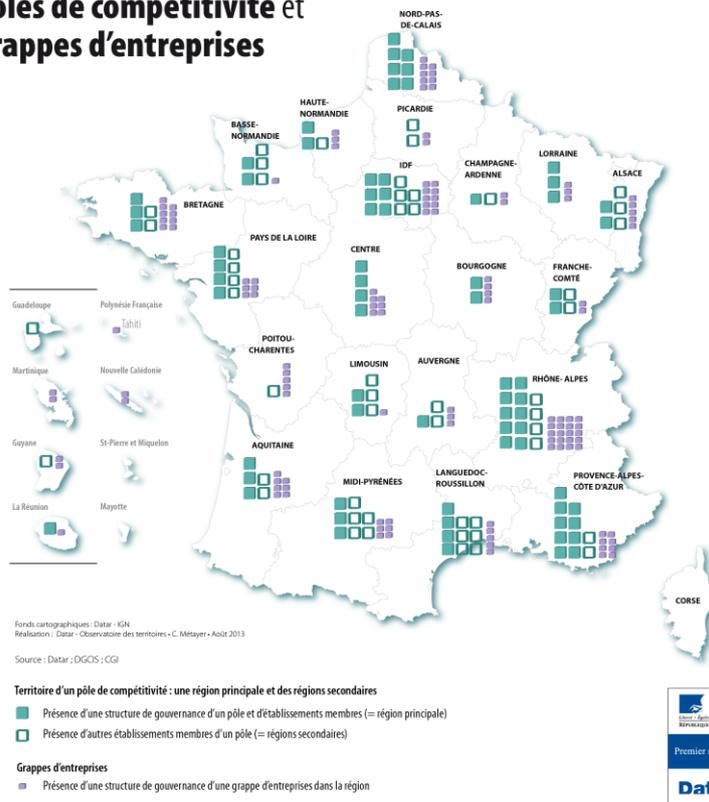 pôles de compétitivité et
grappes d'entreprises
NORD-PAS-
DE-CALAIS
HAUTE-
NORMANDIE
PICARDIE
BASSE-
NORMANDIE
IDF
CHAMPAGNE-
ARDENNE
LORRAINE
ALSACE
BRETAGNE
PAYS DE LA LOIRE
CENTRE
BOURGOGNE
FRANCHE-
COMTÉ
Guadeloupe
Polynésie Française
Tahiti
POITOU-
CHARENTES
LIMOUSIN
AUVERGNE
RHÔNE- ALPES
Martinique
Nouvelle Calédonie
Guyane
St-Pierre et Miquelon
AQUITAINE
MIDI-PYRÉNÉES
LANGUEDOC-
ROUSSILLON
PROVENCE-ALPES-
CÔTE D'AZUR
La Réunion
Mayotte
CORSE
Fonds cartographiques : Datar - IGN
Réalisation : Datar - Observatoire des territoires • C. Métayer • Août 2013
Source : Datar ; DGCIS ; CGI
Territoire d'un pôle de compétitivité : une région principale et des régions secondaires
Présence d'une structure de gouvernance d'un pôle et d'établissements membres (= région principale)
Présence d'autres établissements membres d'un pôle (= régions secondaires)
Grappes d'entreprises
Présence d'une structure de gouvernance d'une grappe d'entreprises dans la région
Premier
Dat